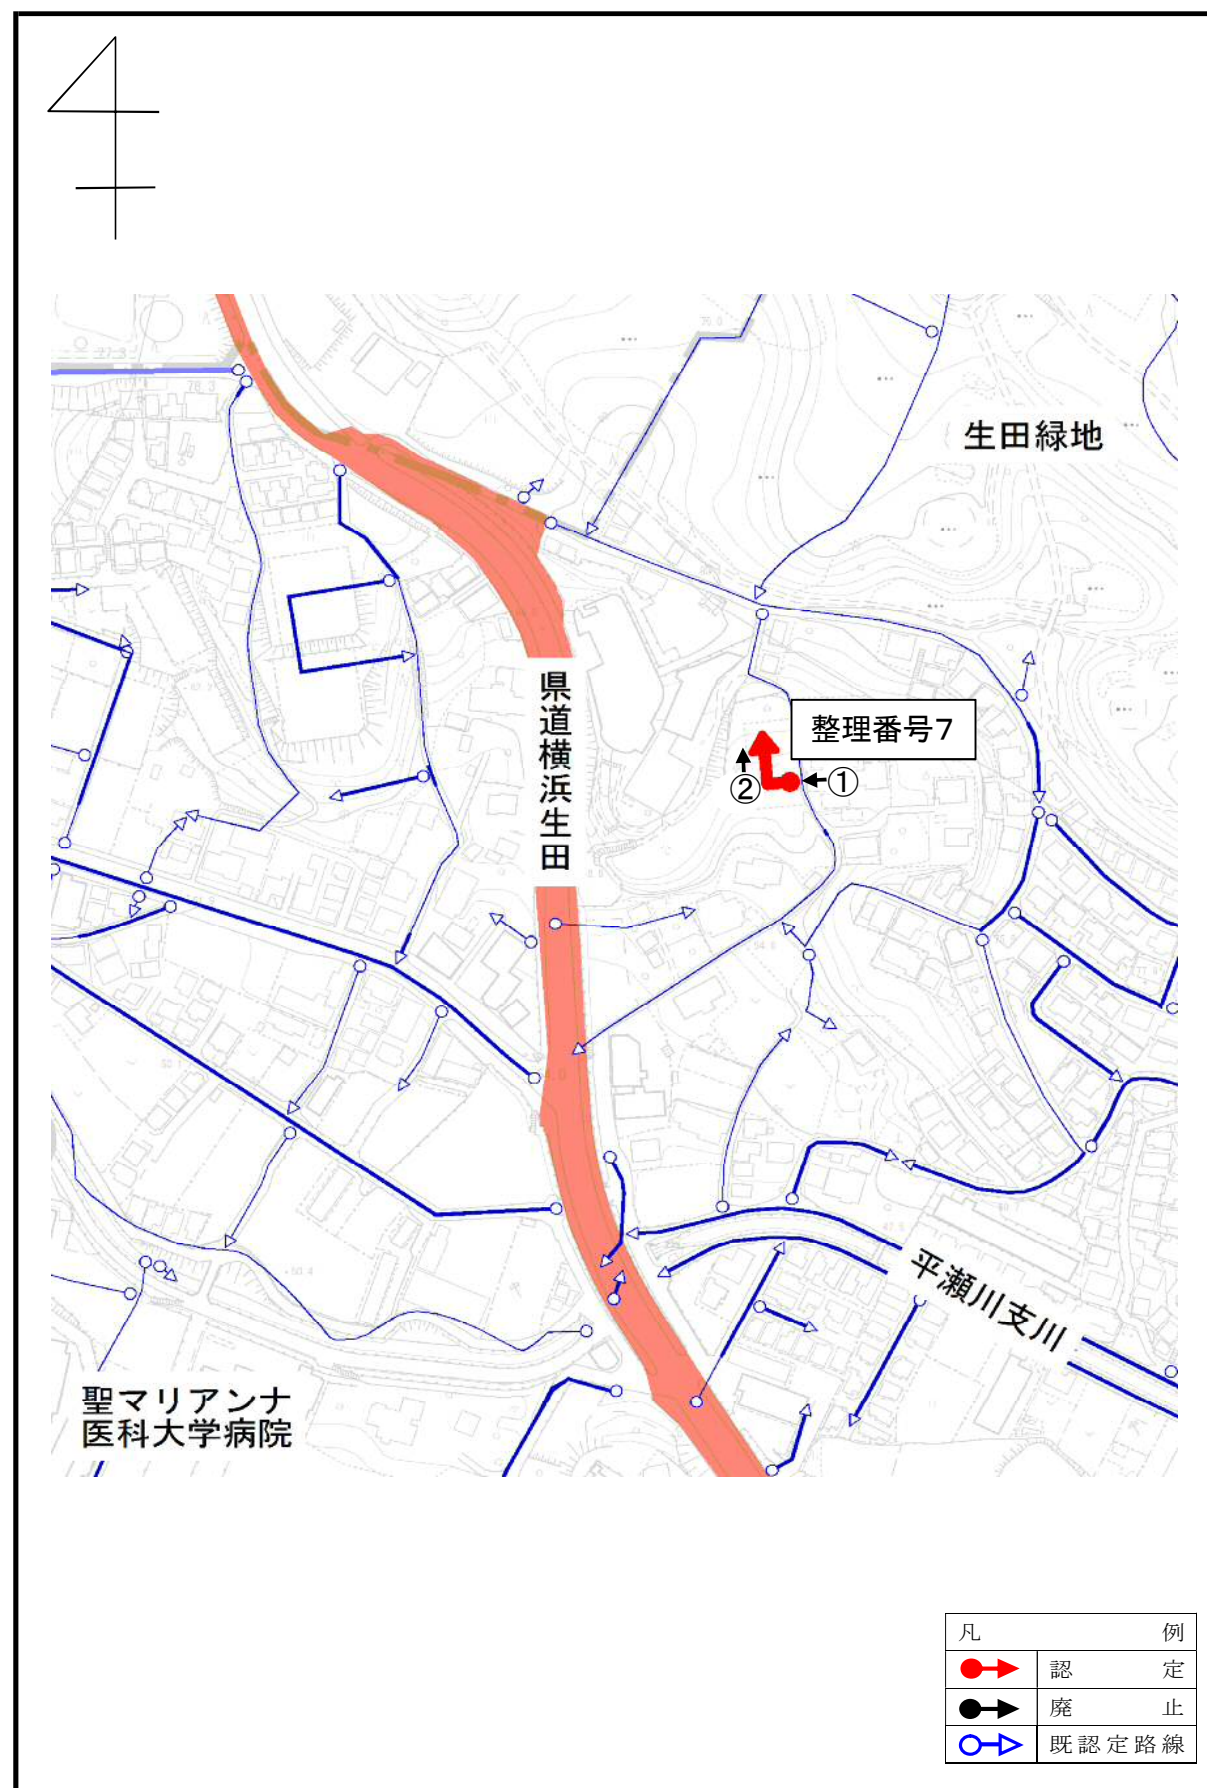 生田緑地
県道横浜生田
整理番号7
①
②
平瀬川支川
聖マリアンナ
医科大学病院
凡例
認定
廃止
既認定路線